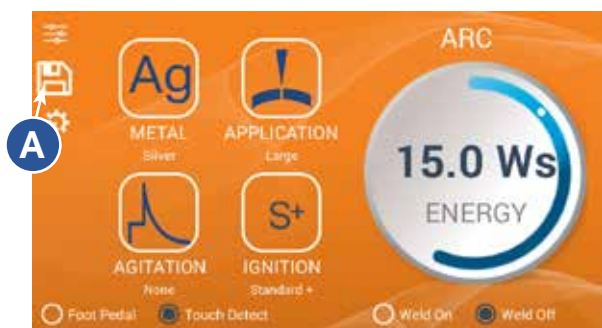 ARC
Ag
METAL
Silver
APPLICATION
Large
A
15.0 Ws
ENERGY
AGITATION
None
S+
IGNITION
Standard +
Foot Pedal
Touch Detect
Weld On
Weld Off